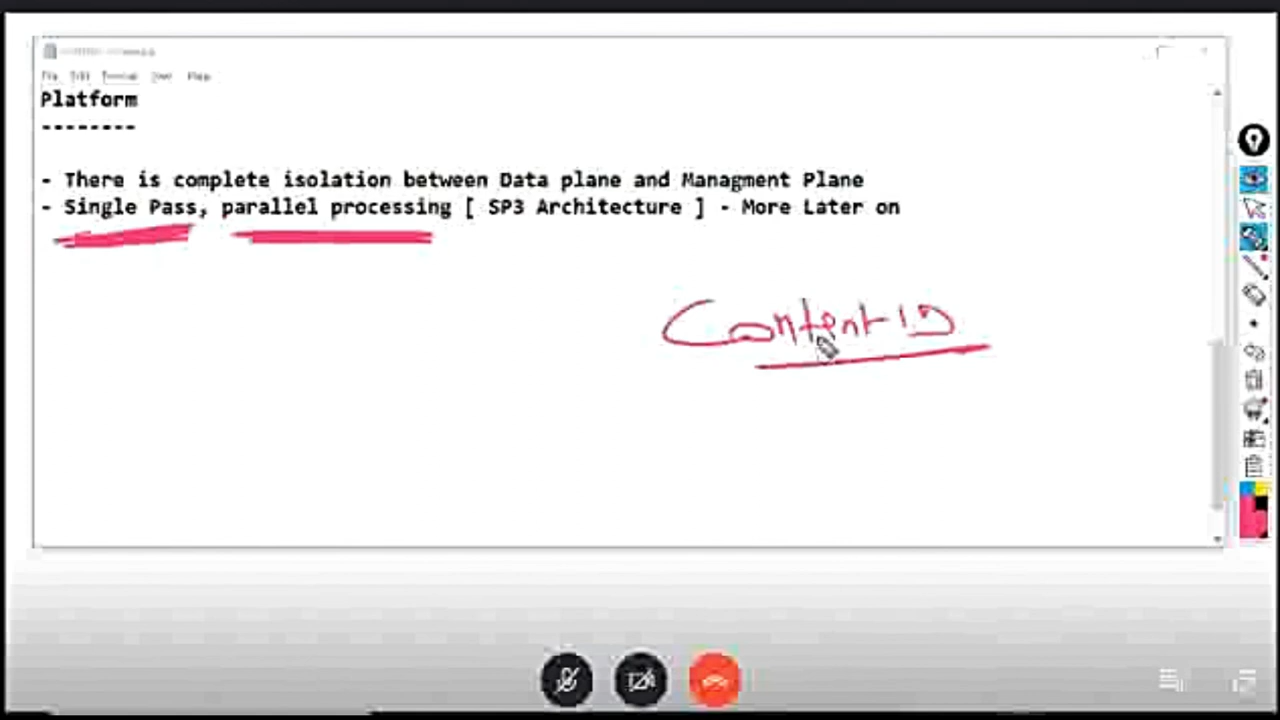 Platform
--------
- There is complete isolation between Data plane and Managment Plane
- Single Pass, parallel processing [ SP3 Architecture ] - More Later on
Content-ID